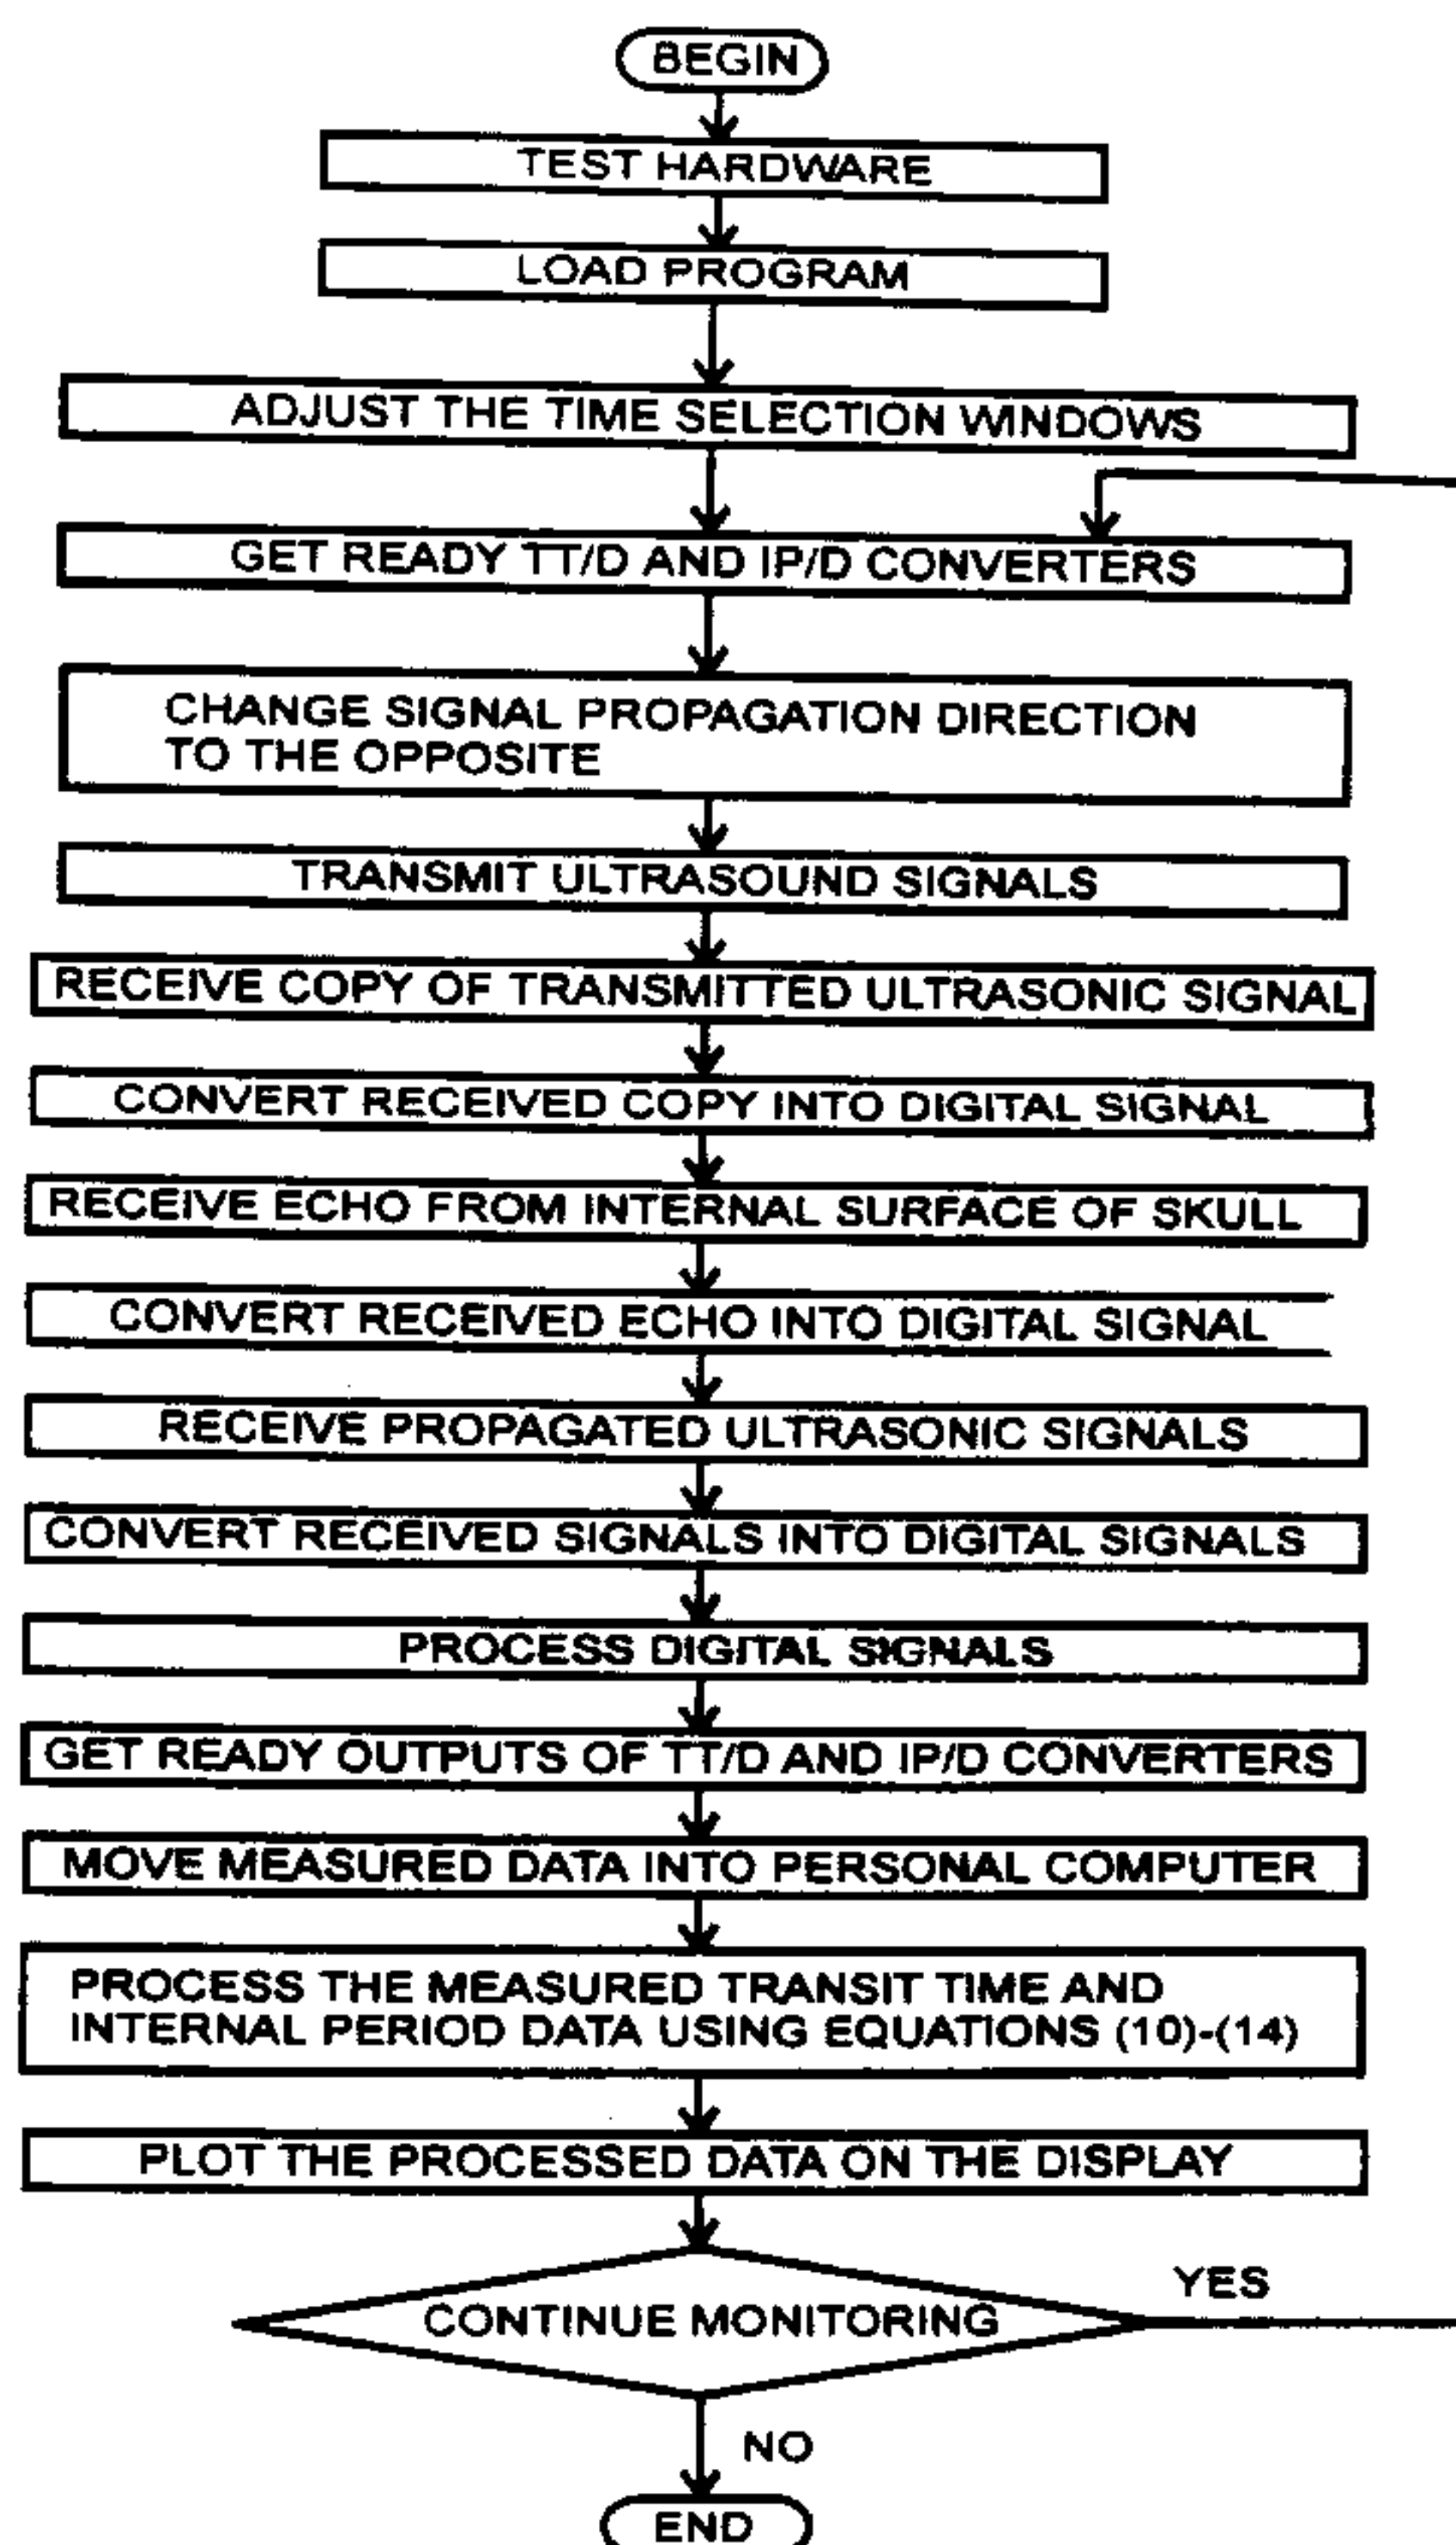 BEGIN
TEST HARDWARE
LOAD PROGRAM
ADJUST THE TIME SELECTION WINDOWS
GET READY TT/D AND IP/D CONVERTERS
CHANGE SIGNAL PROPAGATION DIRECTION
TO THE OPPOSITE
TRANSMIT ULTRASOUND SIGNALS
RECEIVE COPY OF TRANSMITTED ULTRASONIC SIGNAL
CONVERT RECEIVED COPY INTO DIGITAL SIGNAL
RECEIVE ECHO FROM INTERNAL SURFACE OF SKULL
CONVERT RECEIVED ECHO INTO DIGITAL SIGNAL
RECEIVE PROPAGATED ULTRASONIC SIGNALS
CONVERT RECEIVED SIGNALS INTO DIGITAL SIGNALS
PROCESS DIGITAL SIGNALS
GET READY OUTPUTS OF TT/D AND IP/D CONVERTERS
MOVE MEASURED DATA INTO PERSONAL COMPUTER
PROCESS THE MEASURED TRANSIT TIME AND
INTERNAL PERIOD DATA USING EQUATIONS (10)-(14)
PLOT THE PROCESSED DATA ON THE DISPLAY
YES
CONTINUE MONITORING
NO
END